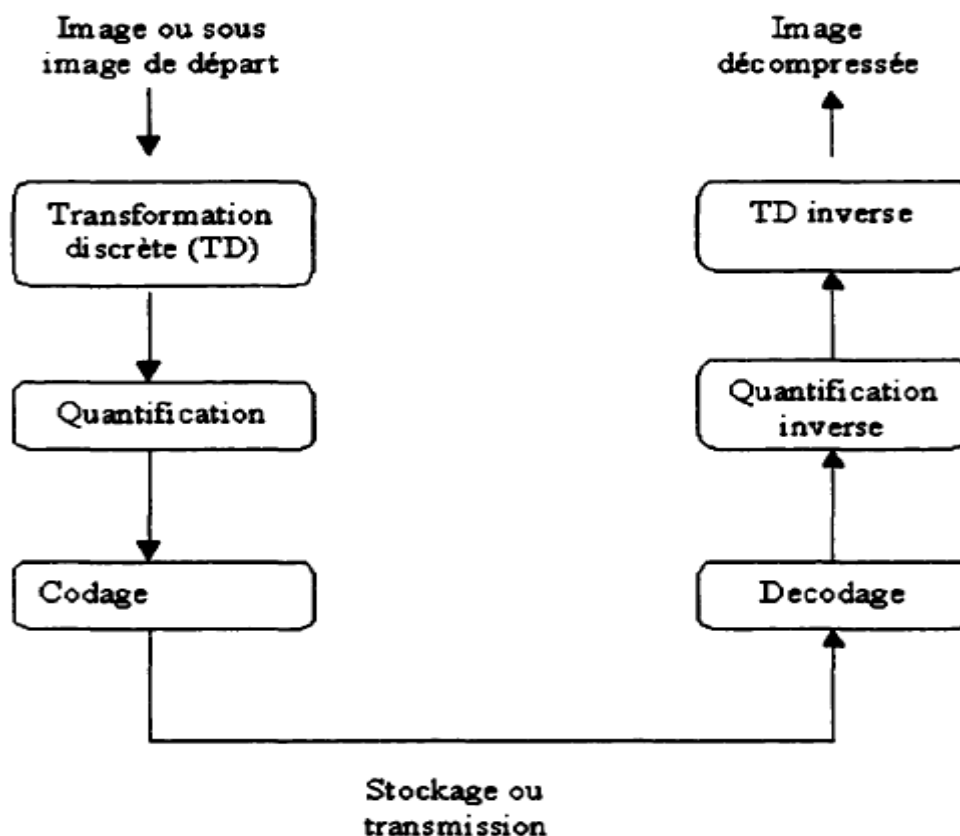 Image ou sous
image de départ
Transformation
discrète (TD)
Quantification
Codage
Stockage ou
transmission
Decodage
Quantification
inverse
TD inverse
Image
décompressée